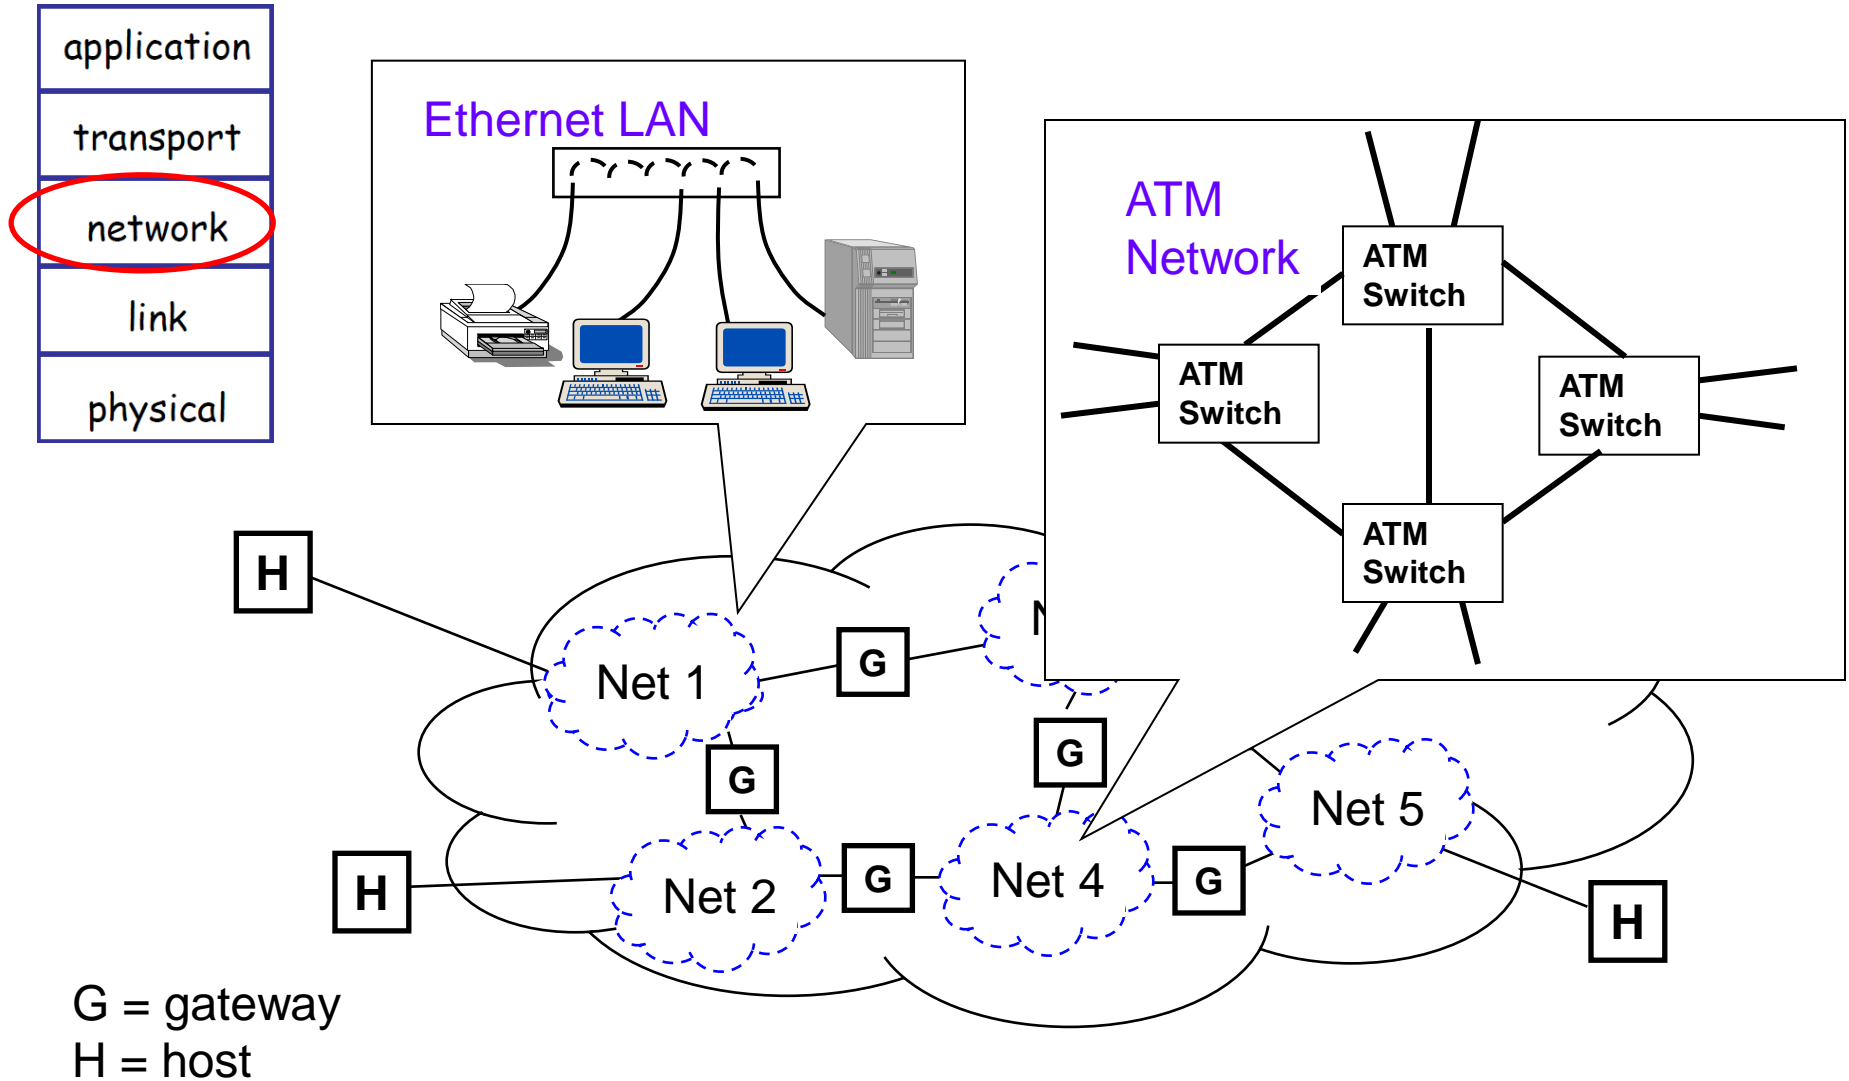 application
transport
network
link
physical
Ethernet LAN
ATM
Network
ATM
Switch
ATM
Switch
ATM
Switch
ATM
Switch
H
Net 1
G
G
G
Net 5
H
Net 2
G
Net 4
G
H
G = gateway
H = host